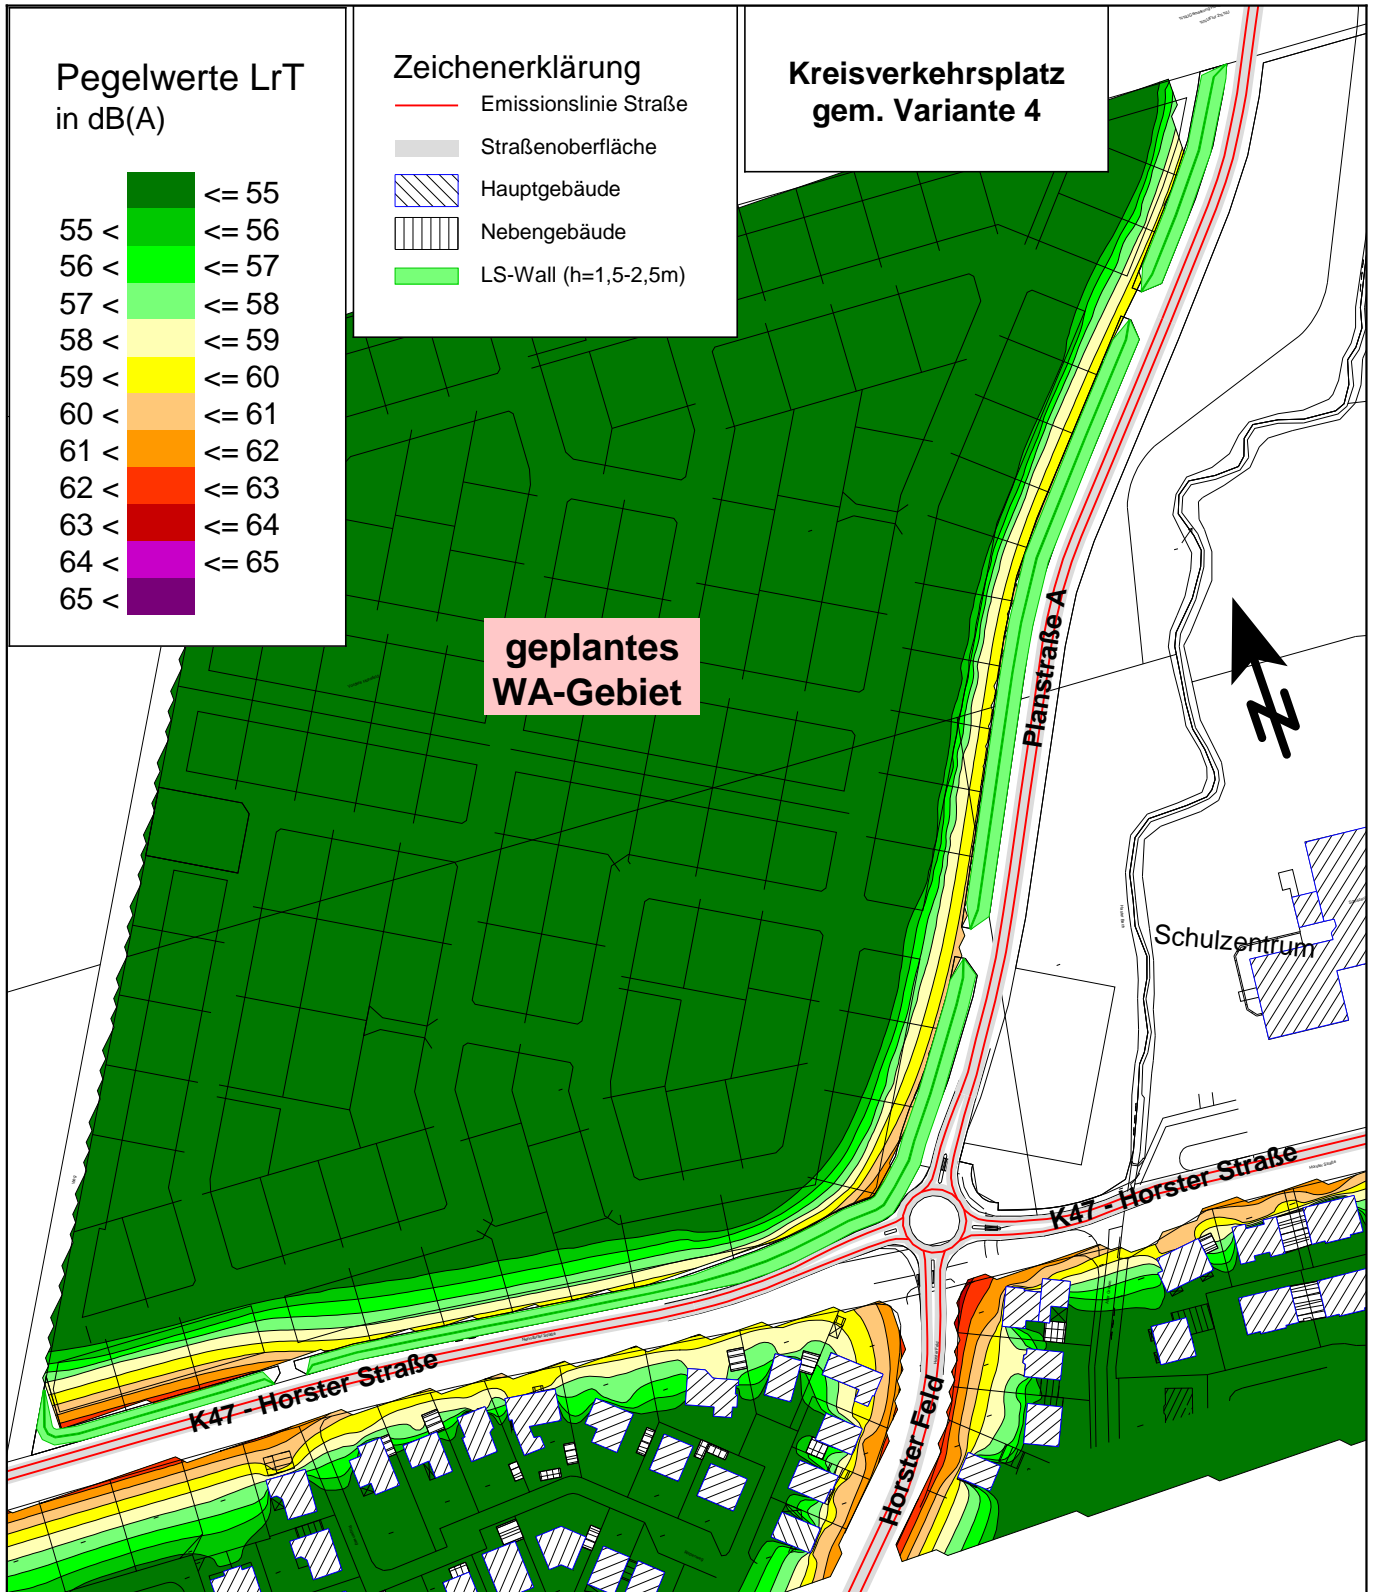 Pegelwerte LrT
in dB(A)
<= 55
55 < <= 56
56 < <= 57
57 < <= 58
58 < <= 59
59 < <= 60
60 < <= 61
61 < <= 62
62 < <= 63
63 < <= 64
64 < <= 65
65 <
Zeichenerklärung
Emissionslinie Straße
Straßenoberfläche
Hauptgebäude
Nebengebäude
LS-Wall (h=1,5-2,5m)
Kreisverkehrsplatz
gem. Variante 4
geplantes
WA-Gebiet
Planstraße A
Schulzentrum
K47 - Horster Straße
K47 - Horster Straße
Horster Feld